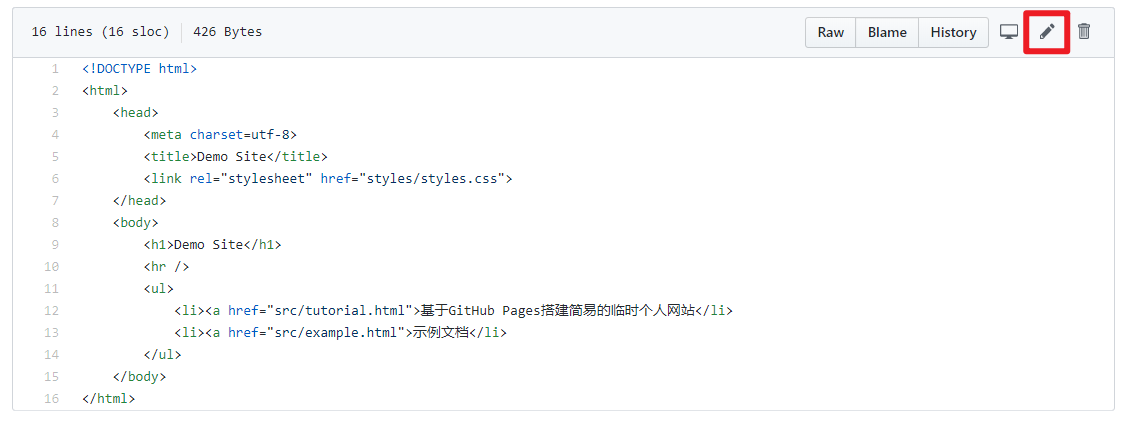 16 lines (16 sloc) 426 Bytes Raw Blame History
1 <!DOCTYPE html>
2 <html>
3     <head>
4         <meta charset=utf-8>
5         <title>Demo Site</title>
6         <link rel="stylesheet" href="styles/styles.css">
7     </head>
8     <body>
9         <h1>Demo Site</h1>
10         <hr />
11         <ul>
12             <li><a href="src/tutorial.html">基于GitHub Pages搭建简易的临时个人网站</li>
13             <li><a href="src/example.html">示例文档</li>
14         </ul>
15     </body>
16 </html>